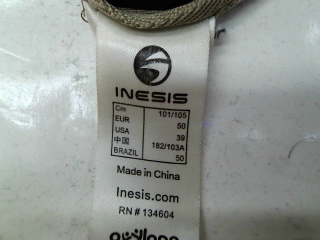 INESIS
Cm 101/105
EUR 50
USA 39
中国 182/103A
BRAZIL 50
Made in China
Inesis.com
RN # 134604